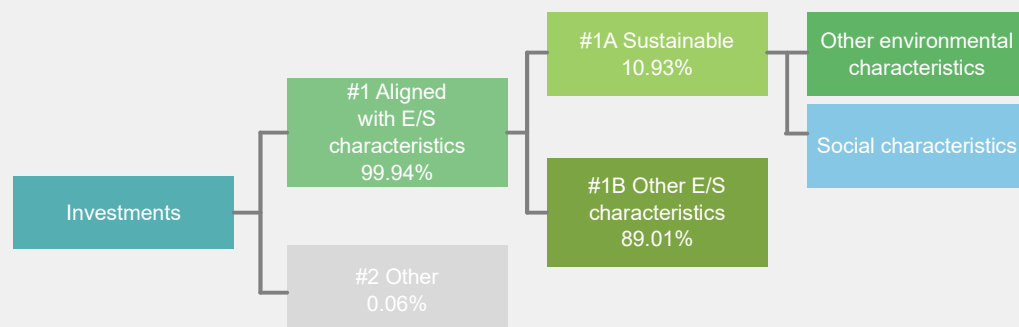 Investments
#1 Aligned
with E/S
characteristics
99.94%
#2 Other
0.06%
#1A Sustainable
10.93%
#1B Other E/S
characteristics
89.01%
Other environmental
characteristics
Social characteristics